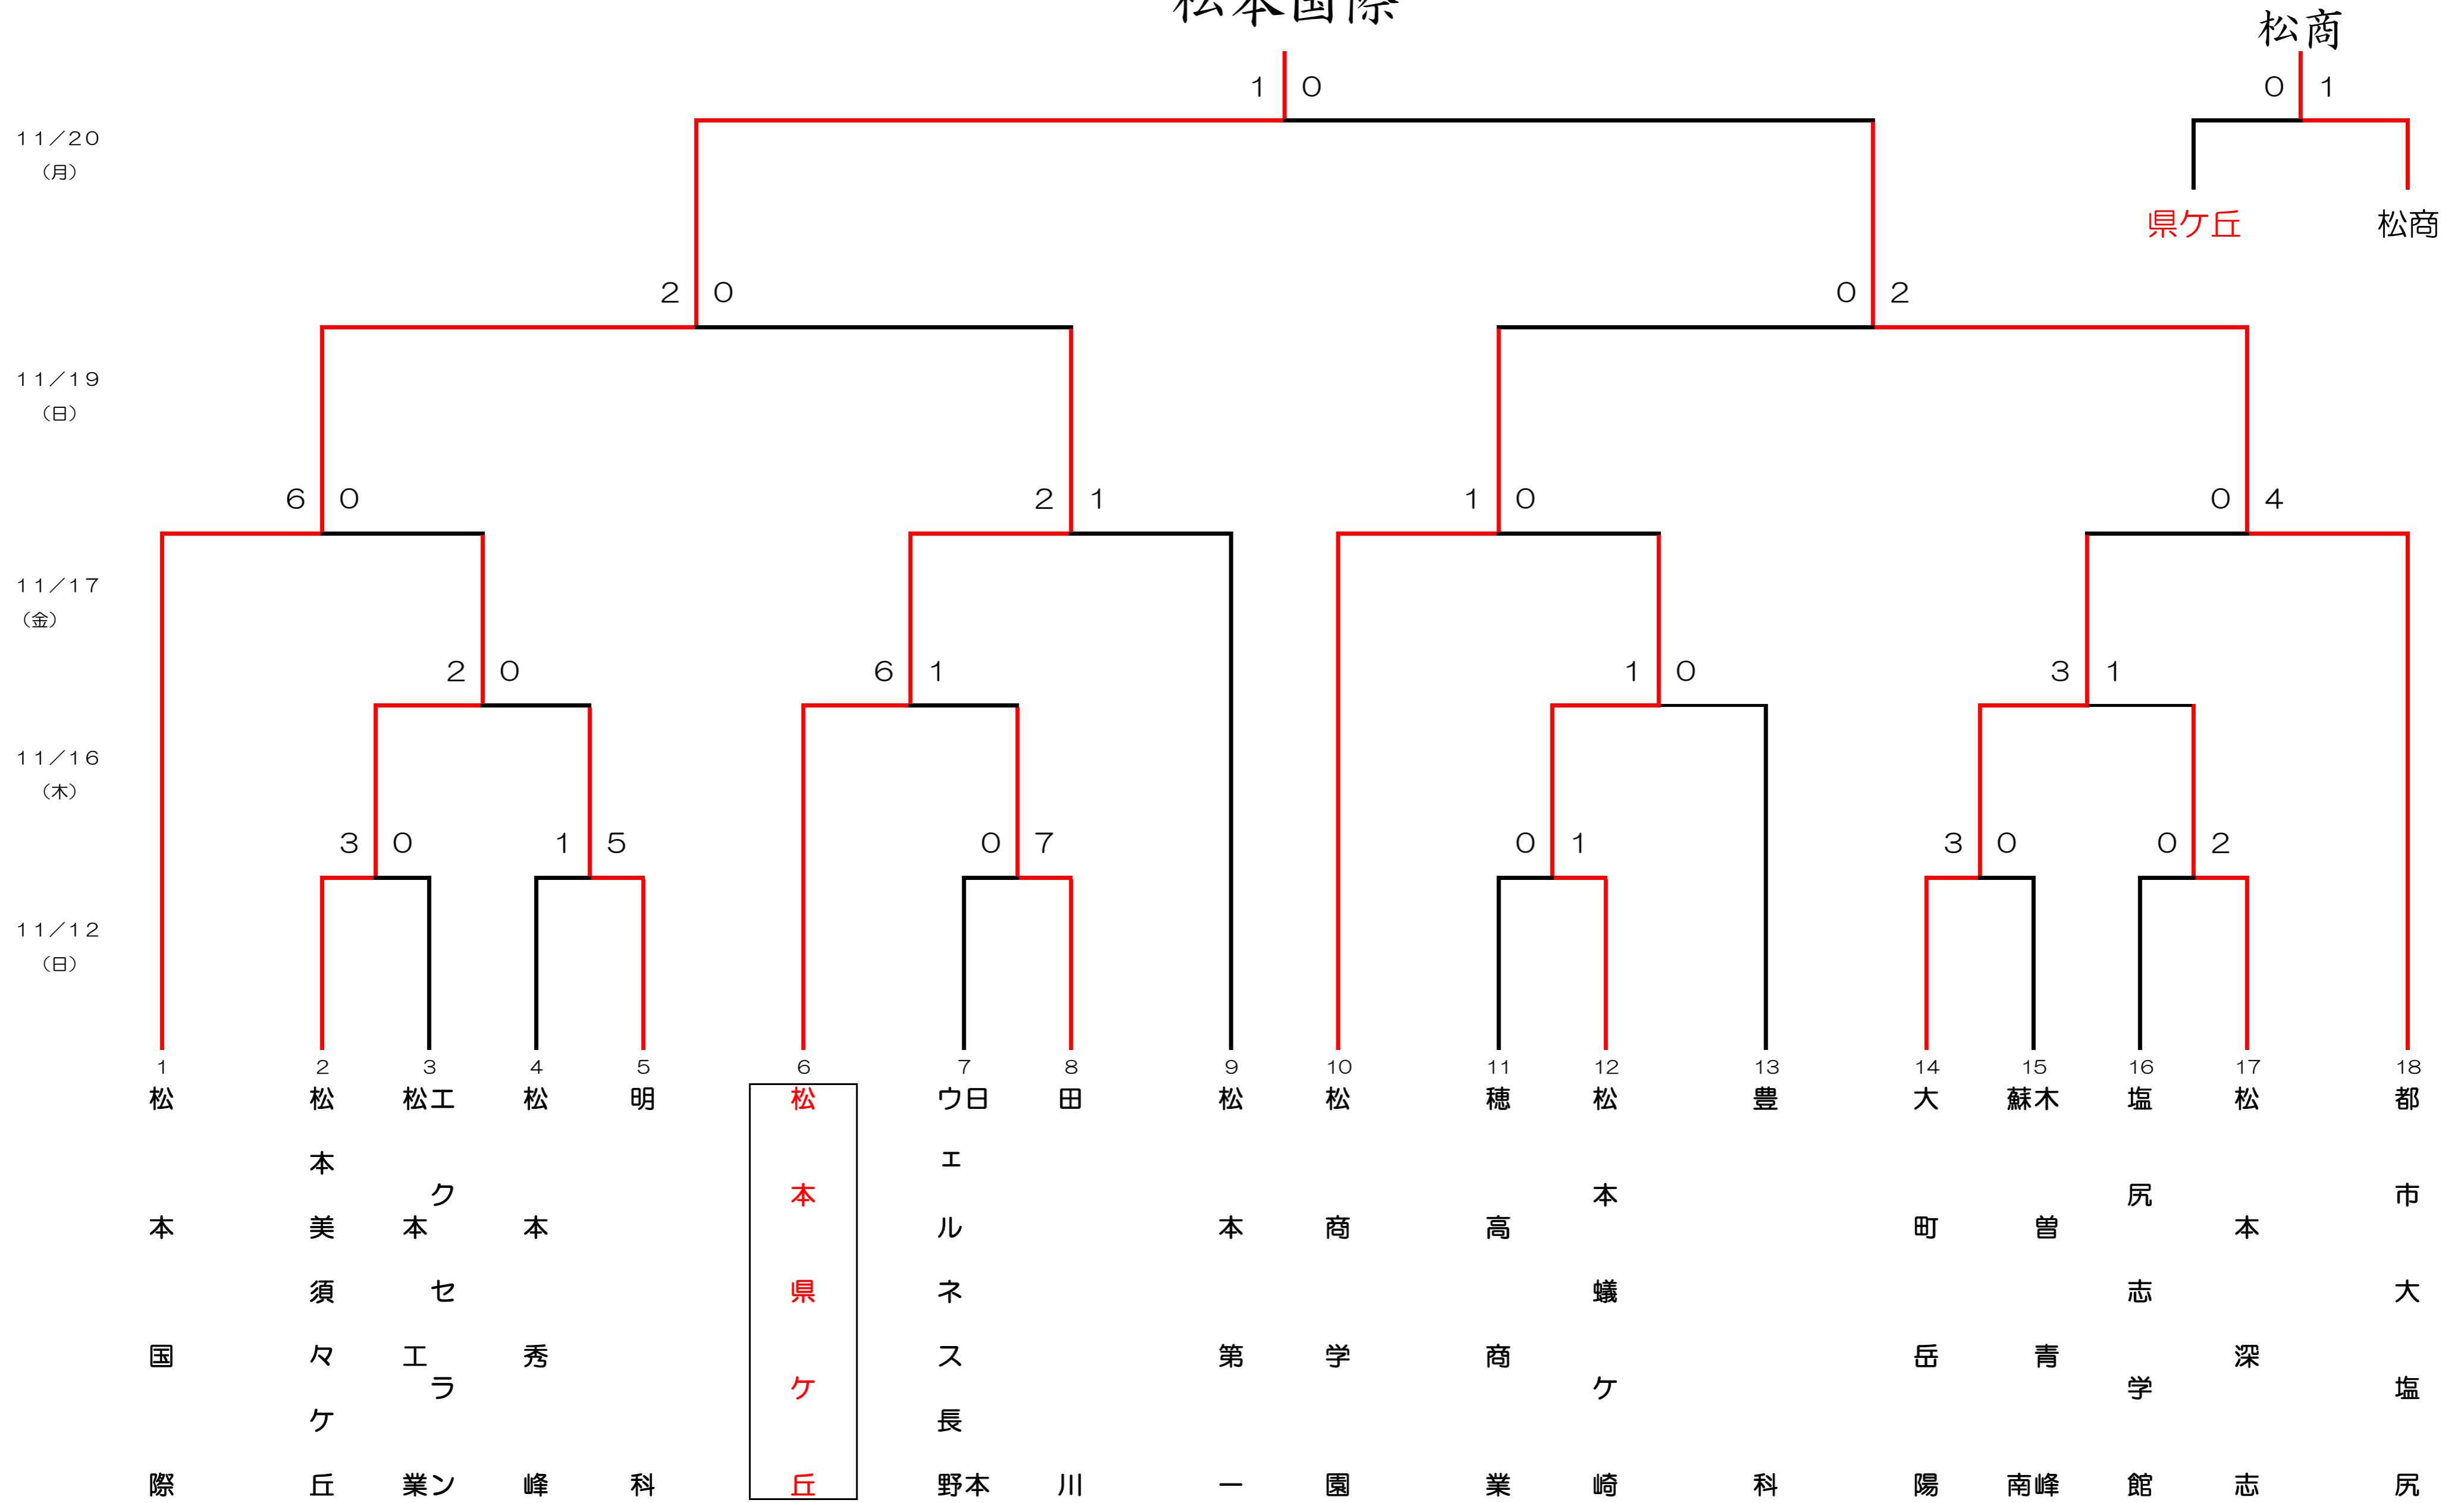 松本国際
松商
1 0
0 1
11/20
（月）
県ケ丘
松商
2 0
0 2
11/19
（日）
6 0
2 1
1 0
0 4
11/17
（金）
2 0
6 1
1 0
3 1
11/16
（木）
3 0
1 5
0 7
0 1
3 0
0 2
11/12
（日）
1
2
3
4
5
6
7
8
9
10
11
12
13
14
15
16
17
18
松本国際
松本美須々ケ丘
エクセラン
松本工業
松本秀峰
明科
松本県ケ丘
日本
ウェルネス長野
田川
松本第一
松商学園
穂高商業
松本蟻ケ崎
豊科
大町岳陽
木曽青峰
蘇南
塩尻志学館
松本深志
都市大塩尻